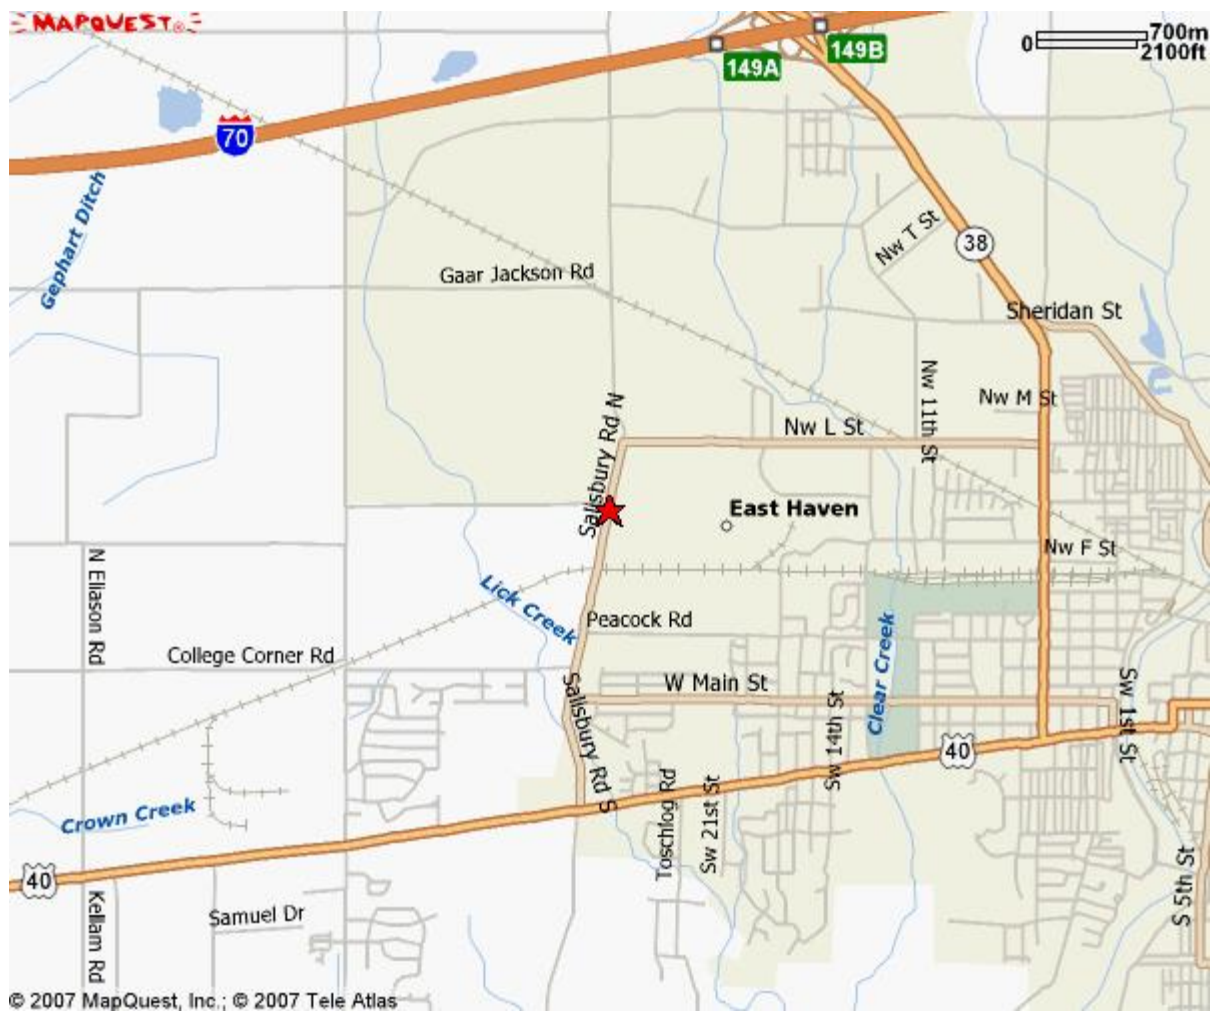 MAPQUEST®
700m
0
2100ft
149B
149A
70
Gephart Ditch
Nw T St
38
Gaar Jackson Rd
Sheridan St
Nw 11th St
Nw M St
Salisbury Rd N
Nw L St
East Haven
N Eliason Rd
Nw F St
Lick Creek
Peacock Rd
Clear Creek
College Corner Rd
W Main St
Sw 1st St
Salisbury Rd S
Sw 14th St
40
Toschlog Rd
Sw 21st St
Crown Creek
40
S 5th St
Kellam Rd
Samuel Dr
© 2007 MapQuest, Inc.; © 2007 Tele Atlas